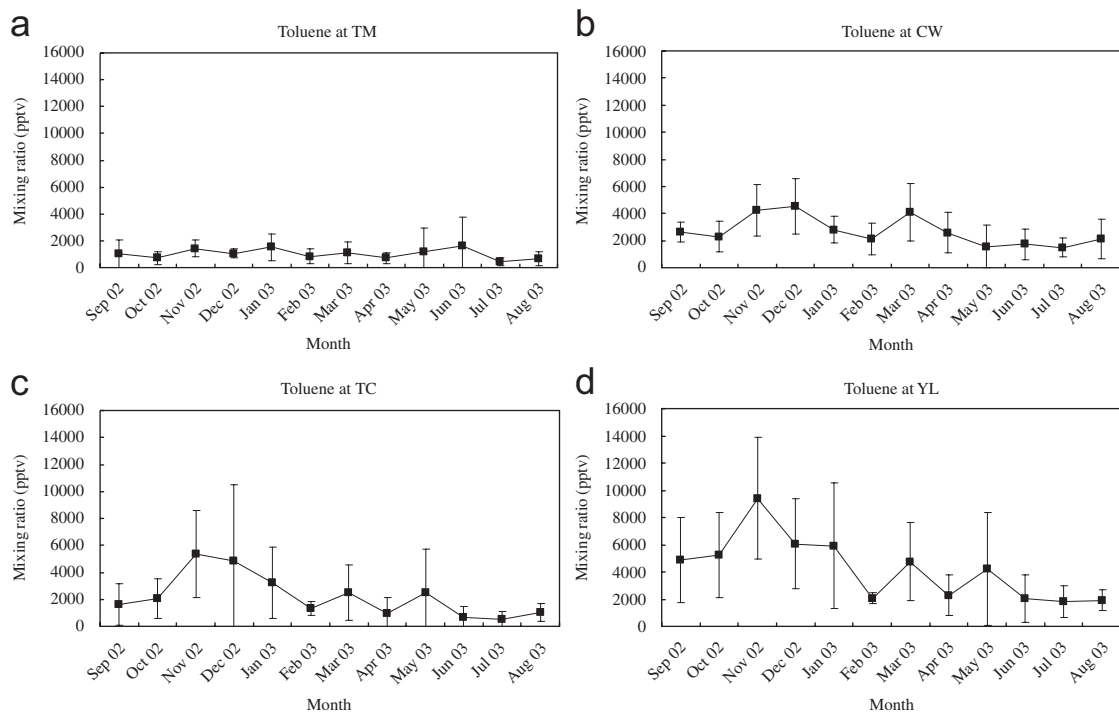 a
Toluene at TM
Mixing ratio (pptv)
16000
14000
12000
10000
8000
6000
4000
2000
0
Sep 02 Oct 02 Nov 02 Dec 02 Jan 03 Feb 03 Mar 03 Apr 03 May 03 Jun 03 Jul 03 Aug 03
Month
b
Toluene at CW
Mixing ratio (pptv)
16000
14000
12000
10000
8000
6000
4000
2000
0
Sep 02 Oct 02 Nov 02 Dec 02 Jan 03 Feb 03 Mar 03 Apr 03 May 03 Jun 03 Jul 03 Aug 03
Month
c
Toluene at TC
Mixing ratio (pptv)
16000
14000
12000
10000
8000
6000
4000
2000
0
Sep 02 Oct 02 Nov 02 Dec 02 Jan 03 Feb 03 Mar 03 Apr 03 May 03 Jun 03 Jul 03 Aug 03
Month
d
Toluene at YL
Mixing ratio (pptv)
16000
14000
12000
10000
8000
6000
4000
2000
0
Sep 02 Oct 02 Nov 02 Dec 02 Jan 03 Feb 03 Mar 03 Apr 03 May 03 Jun 03 Jul 03 Aug 03
Month